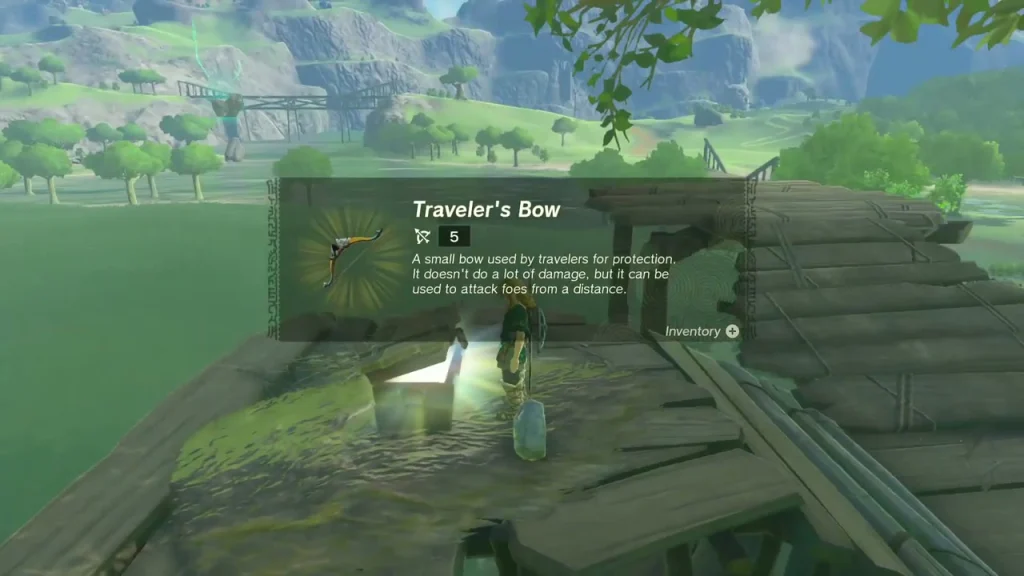 Traveler's Bow
5
A small bow used by travelers for protection.
It doesn't do a lot of damage, but it can be
used to attack foes from a distance.
Inventory